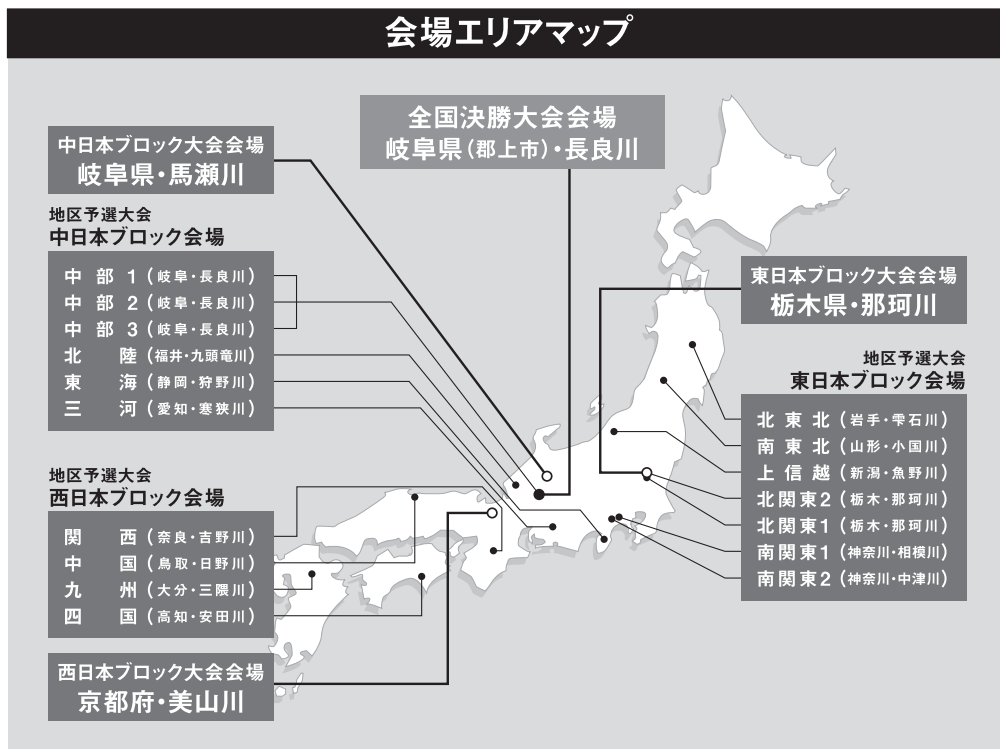 会場エリアマップ
全国決勝大会会場
岐阜県(郡上市)・長良川
中日本ブロック大会会場
岐阜県・馬瀬川
地区予選大会
中日本ブロック会場
中部1(岐阜・長良川)
中部2(岐阜・長良川)
中部3(岐阜・長良川)
北陸(福井・九頭竜川)
東海(静岡・狩野川)
三河(愛知・寒狭川)
地区予選大会
西日本ブロック会場
関西(奈良・吉野川)
中国(鳥取・日野川)
九州(大分・三隈川)
四国(高知・安田川)
西日本ブロック大会会場
京都府・美山川
東日本ブロック大会会場
栃木県・那珂川
地区予選大会
東日本ブロック会場
北東北(岩手・雫石川)
南東北(山形・小国川)
上信越(新潟・魚野川)
北関東2(栃木・那珂川)
北関東1(栃木・那珂川)
南関東1(神奈川・相模川)
南関東2(神奈川・中津川)